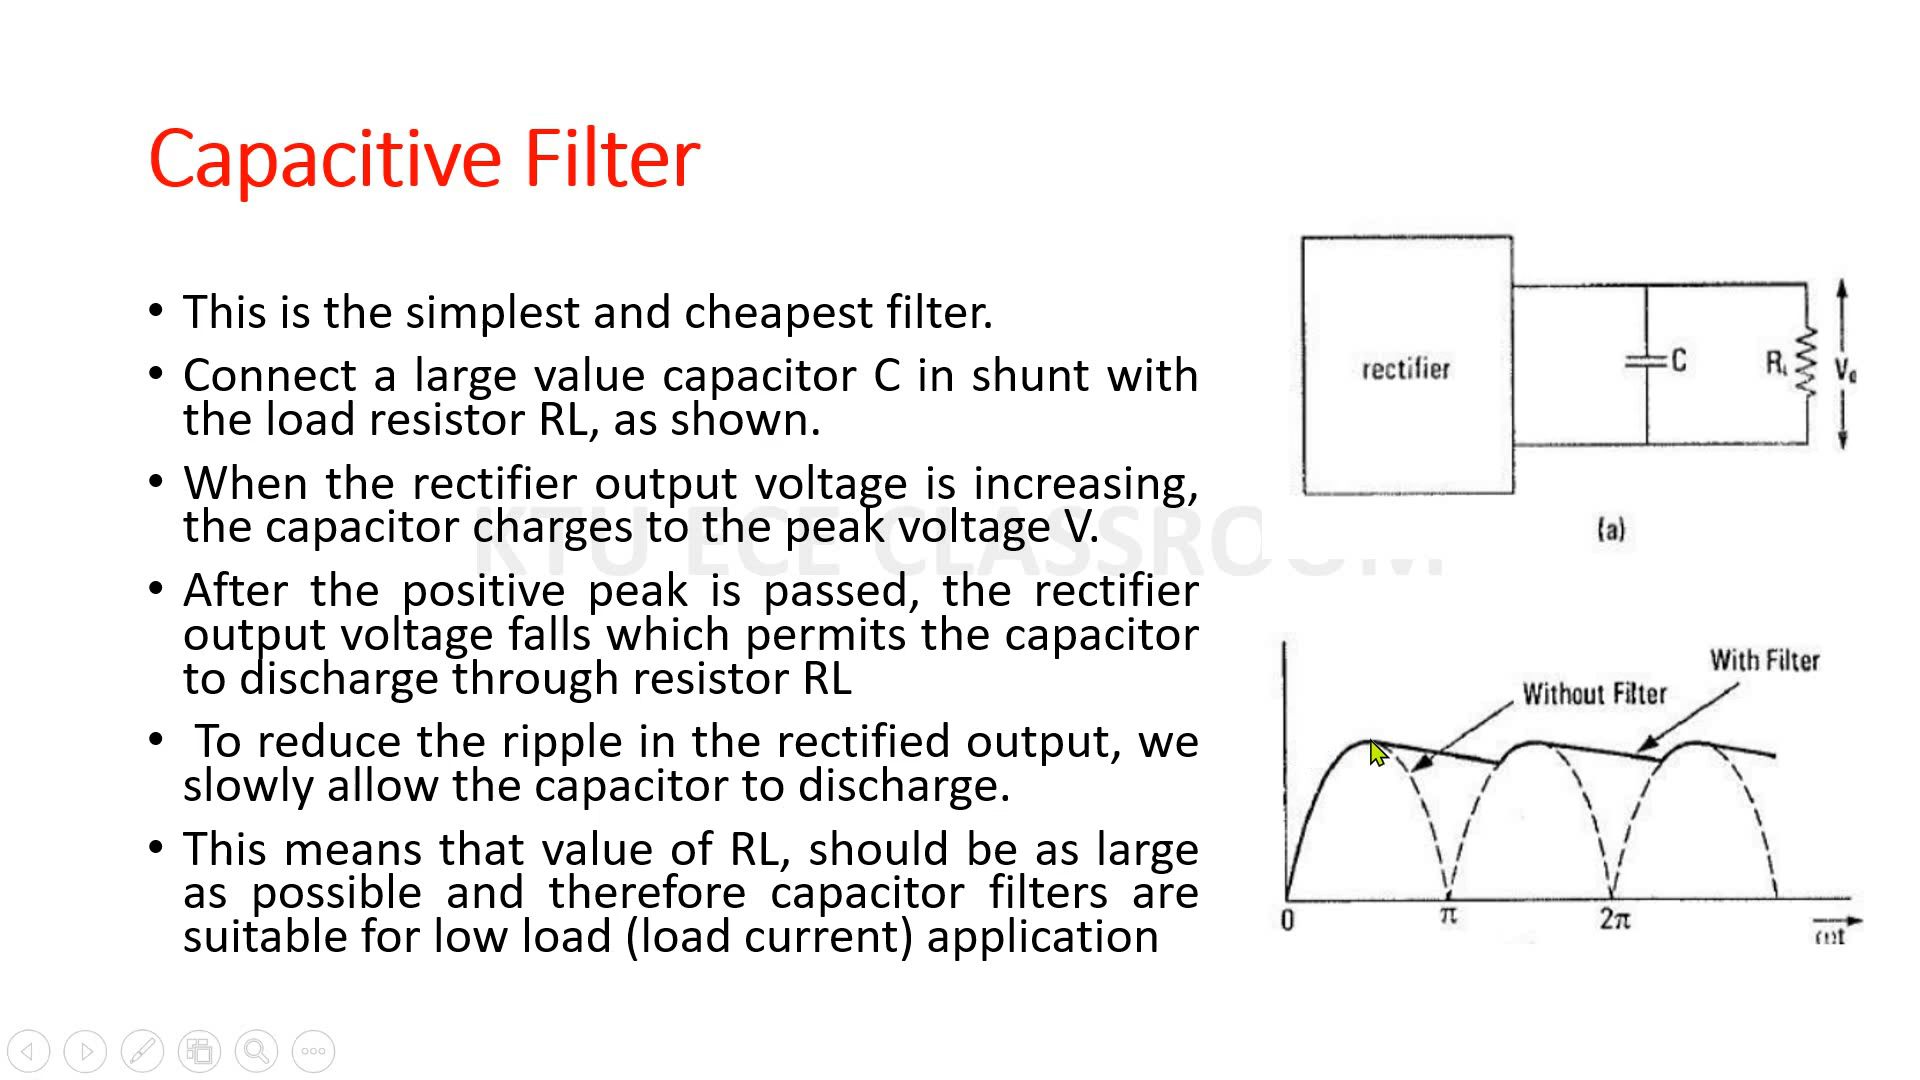 Capacitive Filter
• This is the simplest and cheapest filter.
• Connect a large value capacitor C in shunt with
the load resistor RL, as shown.
• When the rectifier output voltage is increasing,
the capacitor charges to the peak voltage V.
• After the positive peak is passed, the rectifier
output voltage falls which permits the capacitor
to discharge through resistor RL
• To reduce the ripple in the rectified output, we
slowly allow the capacitor to discharge.
• This means that value of RL, should be as large
as possible and therefore capacitor filters are
suitable for low load (load current) application
KTU ECE CLASSROOM
rectifier
C
RL
Vo
(a)
With Filter
Without Filter
0
π
2π
ωt